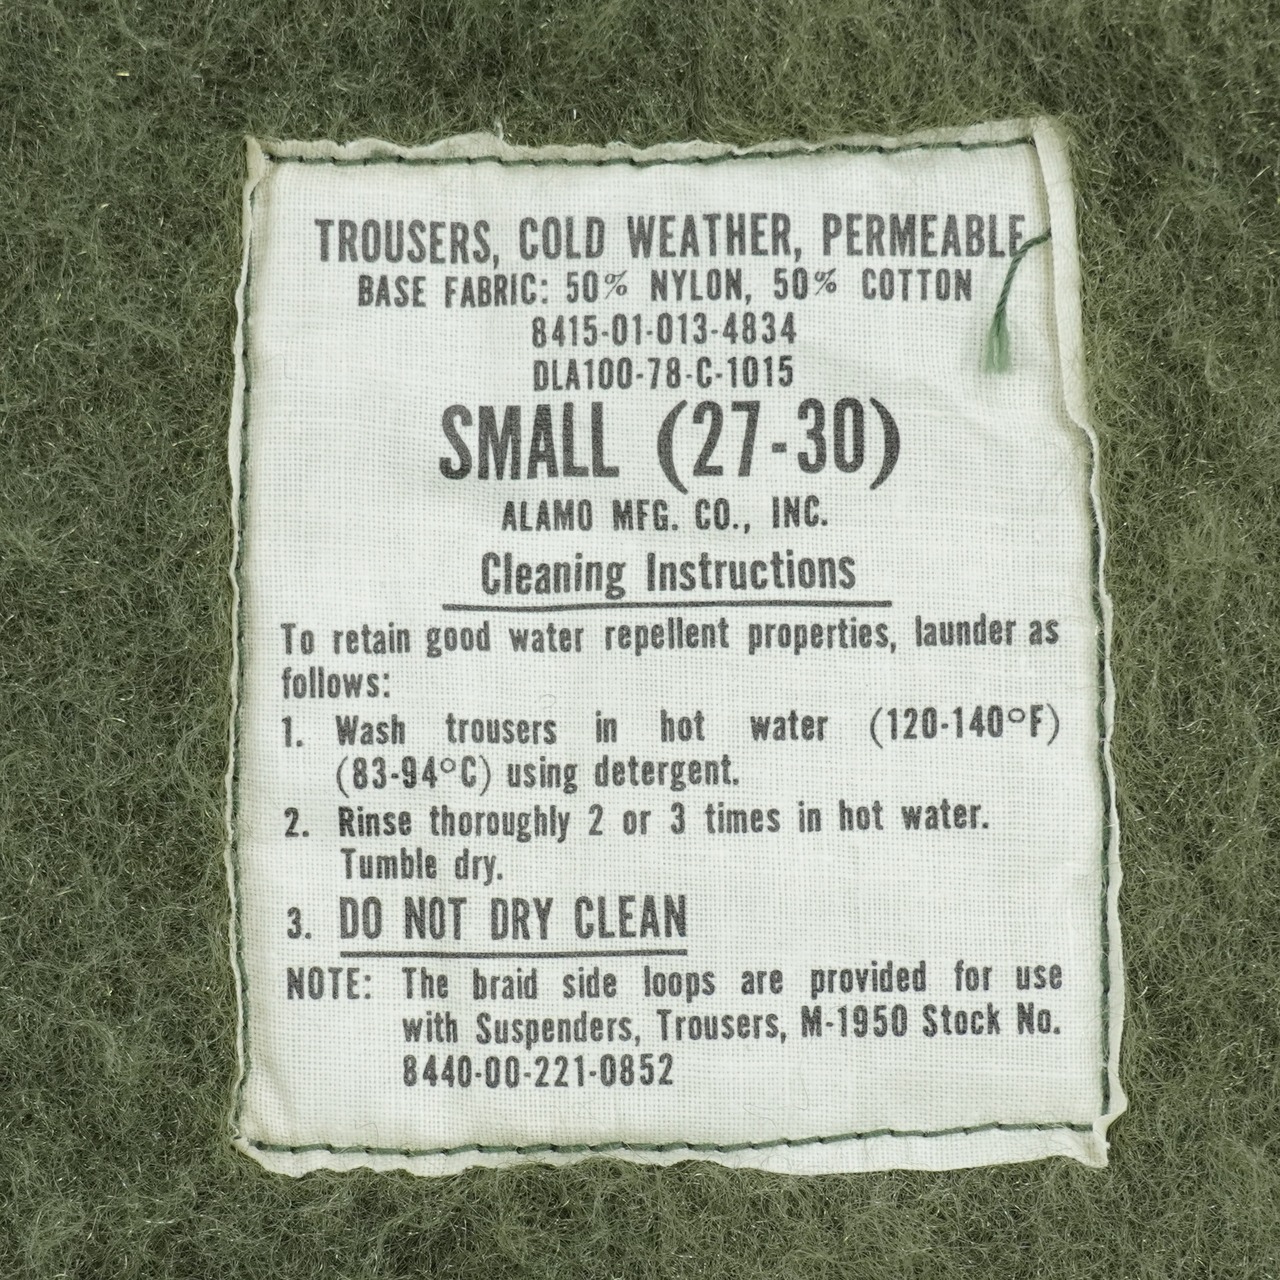 TROUSERS, COLD WEATHER, PERMEABLE
BASE FABRIC: 50% NYLON, 50% COTTON
8415-01-013-4834
DLA100-78-C-1015
SMALL (27-30)
ALAMO MFG. CO., INC.
Cleaning Instructions
To retain good water repellent properties, launder as
follows:
1. Wash trousers in hot water (120-140°F)
(83-94°C) using detergent.
2. Rinse thoroughly 2 or 3 times in hot water.
Tumble dry.
3. DO NOT DRY CLEAN
NOTE: The braid side loops are provided for use
with Suspenders, Trousers, M-1950 Stock No.
8440-00-221-0852